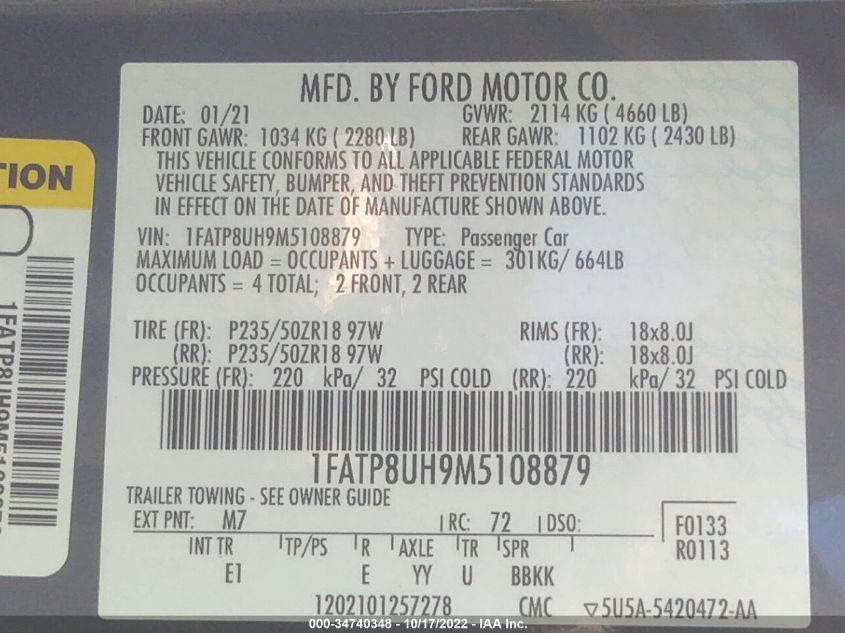 MFD. BY FORD MOTOR CO.
DATE: 01/21 GVWR: 2114 KG ( 4660 LB)
FRONT GAWR: 1034 KG ( 2280 LB) REAR GAWR: 1102 KG ( 2430 LB)
THIS VEHICLE CONFORMS TO ALL APPLICABLE FEDERAL MOTOR
VEHICLE SAFETY, BUMPER, AND THEFT PREVENTION STANDARDS
IN EFFECT ON THE DATE OF MANUFACTURE SHOWN ABOVE.
VIN: 1FATP8UH9M5108879 TYPE: Passenger Car
MAXIMUM LOAD = OCCUPANTS + LUGGAGE = 301KG/ 664LB
OCCUPANTS = 4 TOTAL; 2 FRONT, 2 REAR
TIRE (FR): P235/50ZR18 97W RIMS (FR): 18x8.0J
(RR): P235/50ZR18 97W (RR): 18x8.0J
PRESSURE (FR): 220 kPa/ 32 PSI COLD (RR): 220 kPa/ 32 PSI COLD
1FATP8UH9M5108879
TRAILER TOWING - SEE OWNER GUIDE
EXT PNT: M7 RC: 72 DSO: F0133
R0113
INT TR TP/PS R AXLE TR SPR
E1 E YY U BBKK
1202101257278 CMC ▽5U5A-5420472-AA
TION
000-34740348 - 10/17/2022 - IAA Inc.